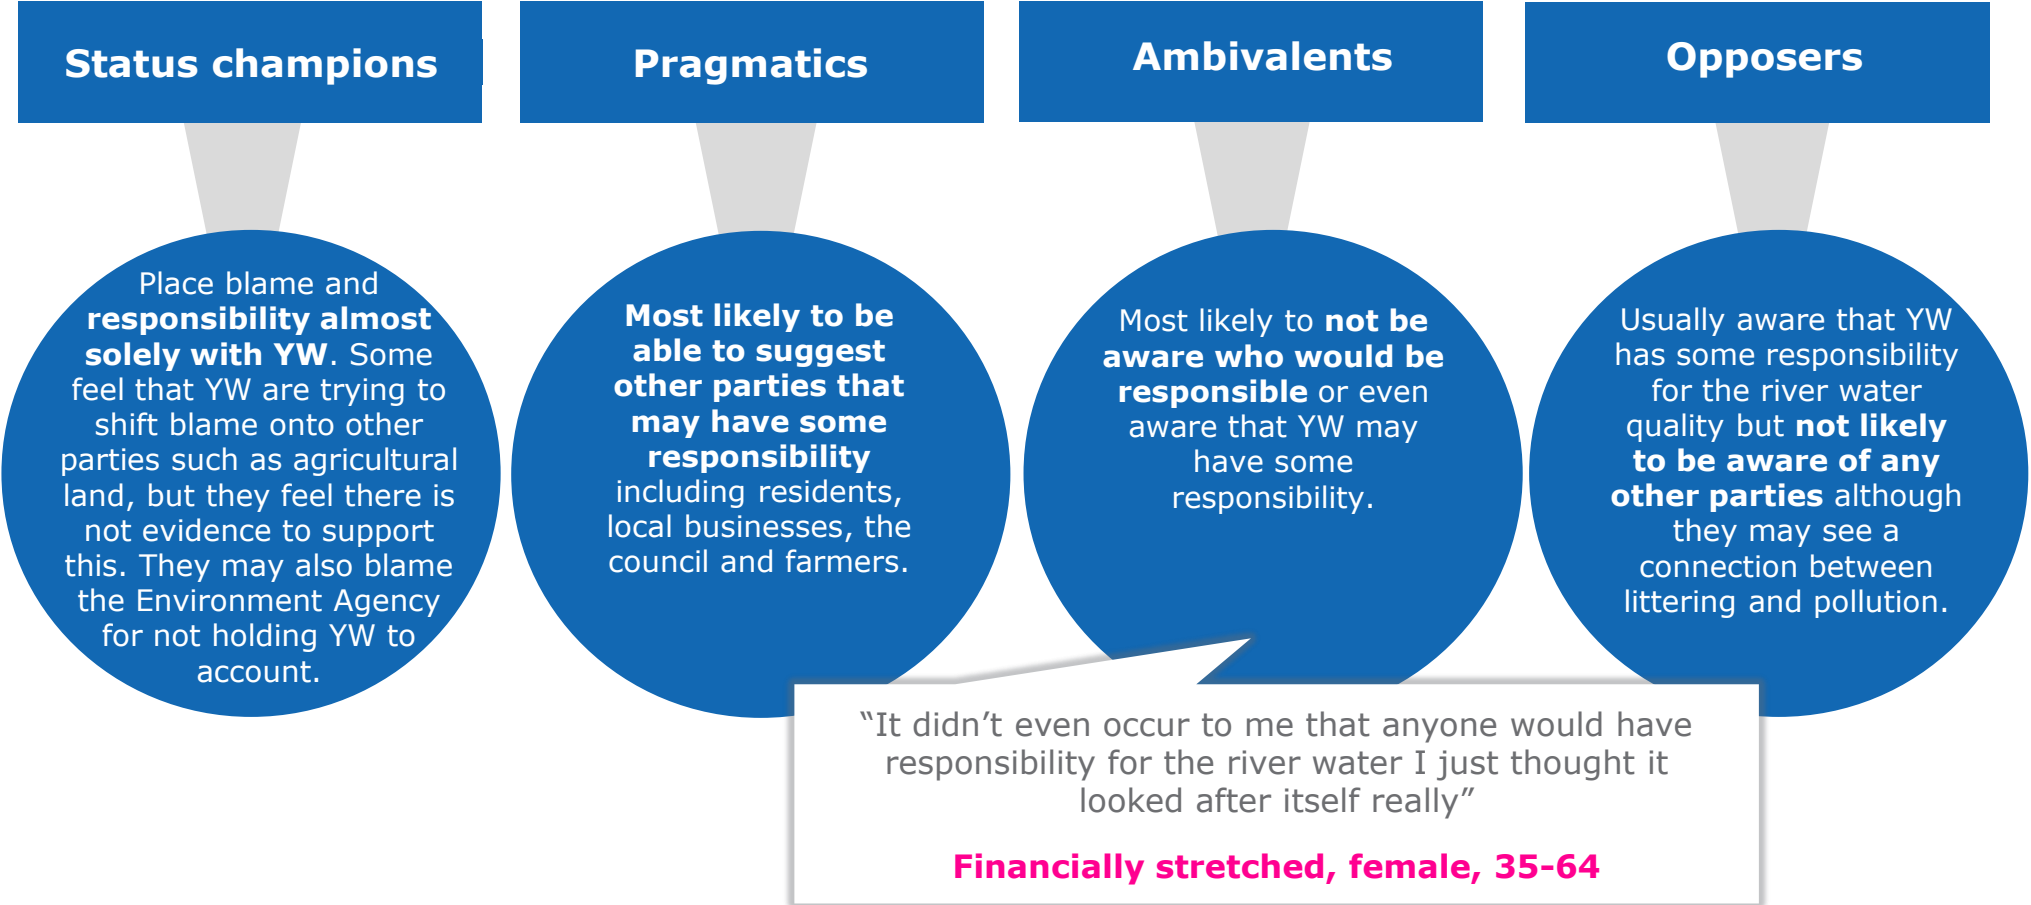 Status champions
Place blame and
responsibility almost
solely with YW. Some
feel that YW are trying to
shift blame onto other
parties such as agricultural
land, but they feel there is
not evidence to support
this. They may also blame
the Environment Agency
for not holding YW to
account.
Pragmatics
Most likely to be
able to suggest
other parties that
may have some
responsibility
including residents,
local businesses, the
council and farmers.
Ambivalents
Most likely to not be
aware who would be
responsible or even
aware that YW may
have some
responsibility.
Opposers
Usually aware that YW
has some responsibility
for the river water
quality but not likely
to be aware of any
other parties although
they may see a
connection between
littering and pollution.
“It didn’t even occur to me that anyone would have
responsibility for the river water I just thought it
looked after itself really”
Financially stretched, female, 35-64